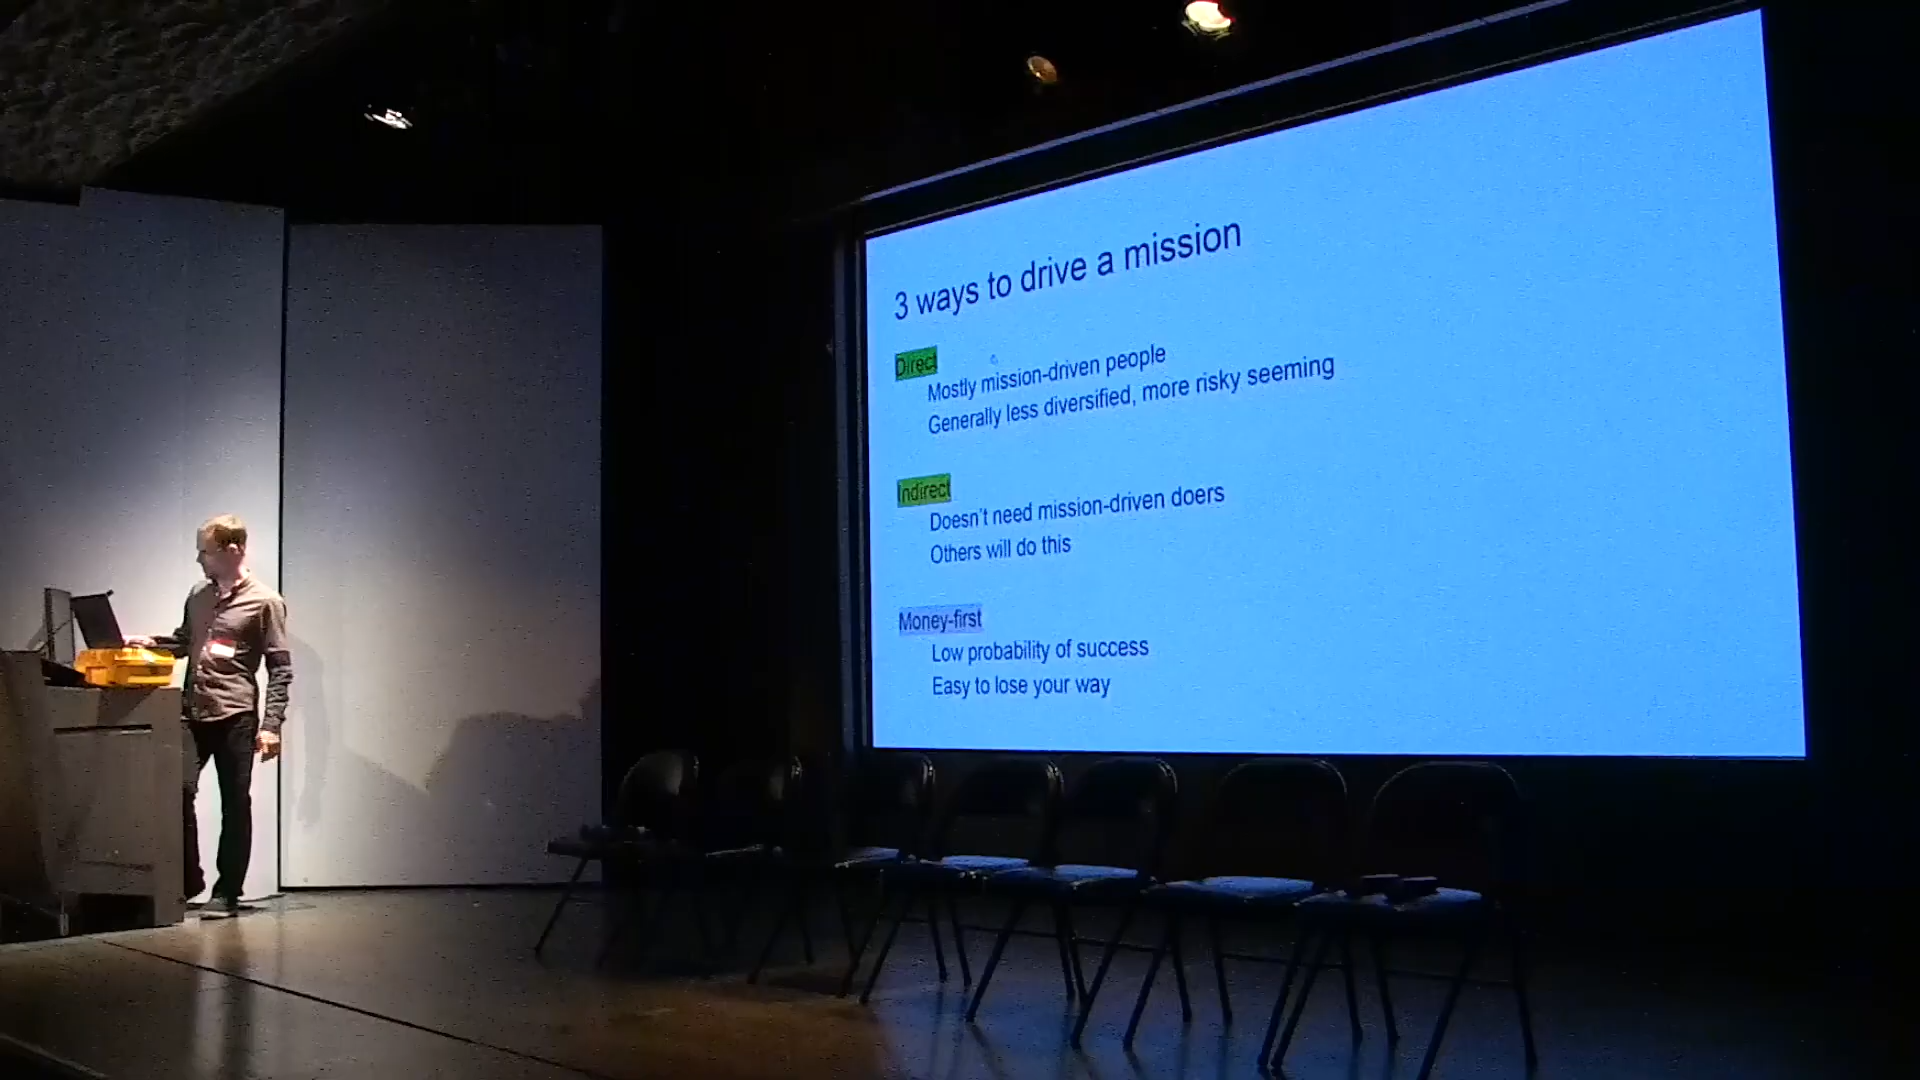 3 ways to drive a mission
Direct
Mostly mission-driven people
Generally less diversified, more risky seeming
Indirect
Doesn't need mission-driven doers
Others will do this
Money-first
Low probability of success
Easy to lose your way